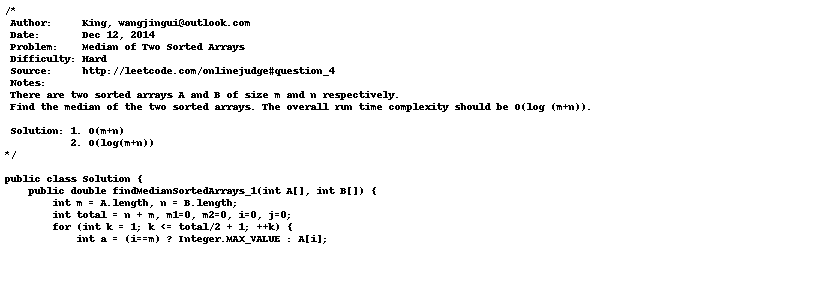 /*
 Author:     King, wangjingui@outlook.com
 Date:       Dec 12, 2014
 Problem:    Median of Two Sorted Arrays
 Difficulty: Hard
 Source:     http://leetcode.com/onlinejudge#question_4
 Notes:
 There are two sorted arrays A and B of size m and n respectively.
 Find the median of the two sorted arrays. The overall run time complexity should be O(log (m+n)).

 Solution: 1. O(m+n)
           2. O(log(m+n))
*/

public class Solution {
    public double findMedianSortedArrays_1(int A[], int B[]) {
        int m = A.length, n = B.length;
        int total = n + m, m1=0, m2=0, i=0, j=0;
        for (int k = 1; k <= total/2 + 1; ++k) {
            int a = (i==m) ? Integer.MAX_VALUE : A[i];